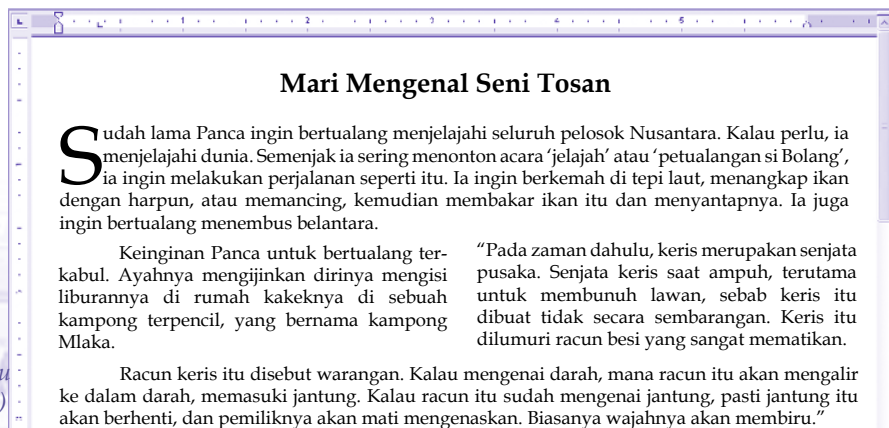 1 2 3 4 5
Mari Mengenal Seni Tosan
Sudah lama Panca ingin bertualang menjelajahi seluruh pelosok Nusantara. Kalau perlu, ia
menjelajahi dunia. Semenjak ia sering menonton acara ‘jelajah’ atau ‘petualangan si Bolang’,
ia ingin melakukan perjalanan seperti itu. Ia ingin berkemah di tepi laut, menangkap ikan
dengan harpun, atau memancing, kemudian membakar ikan itu dan menyantapnya. Ia juga
ingin bertualang menembus belantara.
Keinginan Panca untuk bertualang ter-
kabul. Ayahnya mengijinkan dirinya mengisi
liburannya di rumah kakeknya di sebuah
kampong terpencil, yang bernama kampong
Mlaka.
“Pada zaman dahulu, keris merupakan senjata
pusaka. Senjata keris saat ampuh, terutama
untuk membunuh lawan, sebab keris itu
dibuat tidak secara sembarangan. Keris itu
dilumuri racun besi yang sangat mematikan.
Racun keris itu disebut warangan. Kalau mengenai darah, mana racun itu akan mengalir
ke dalam darah, memasuki jantung. Kalau racun itu sudah mengenai jantung, pasti jantung itu
akan berhenti, dan pemiliknya akan mati mengenaskan. Biasanya wajahnya akan membiru.”